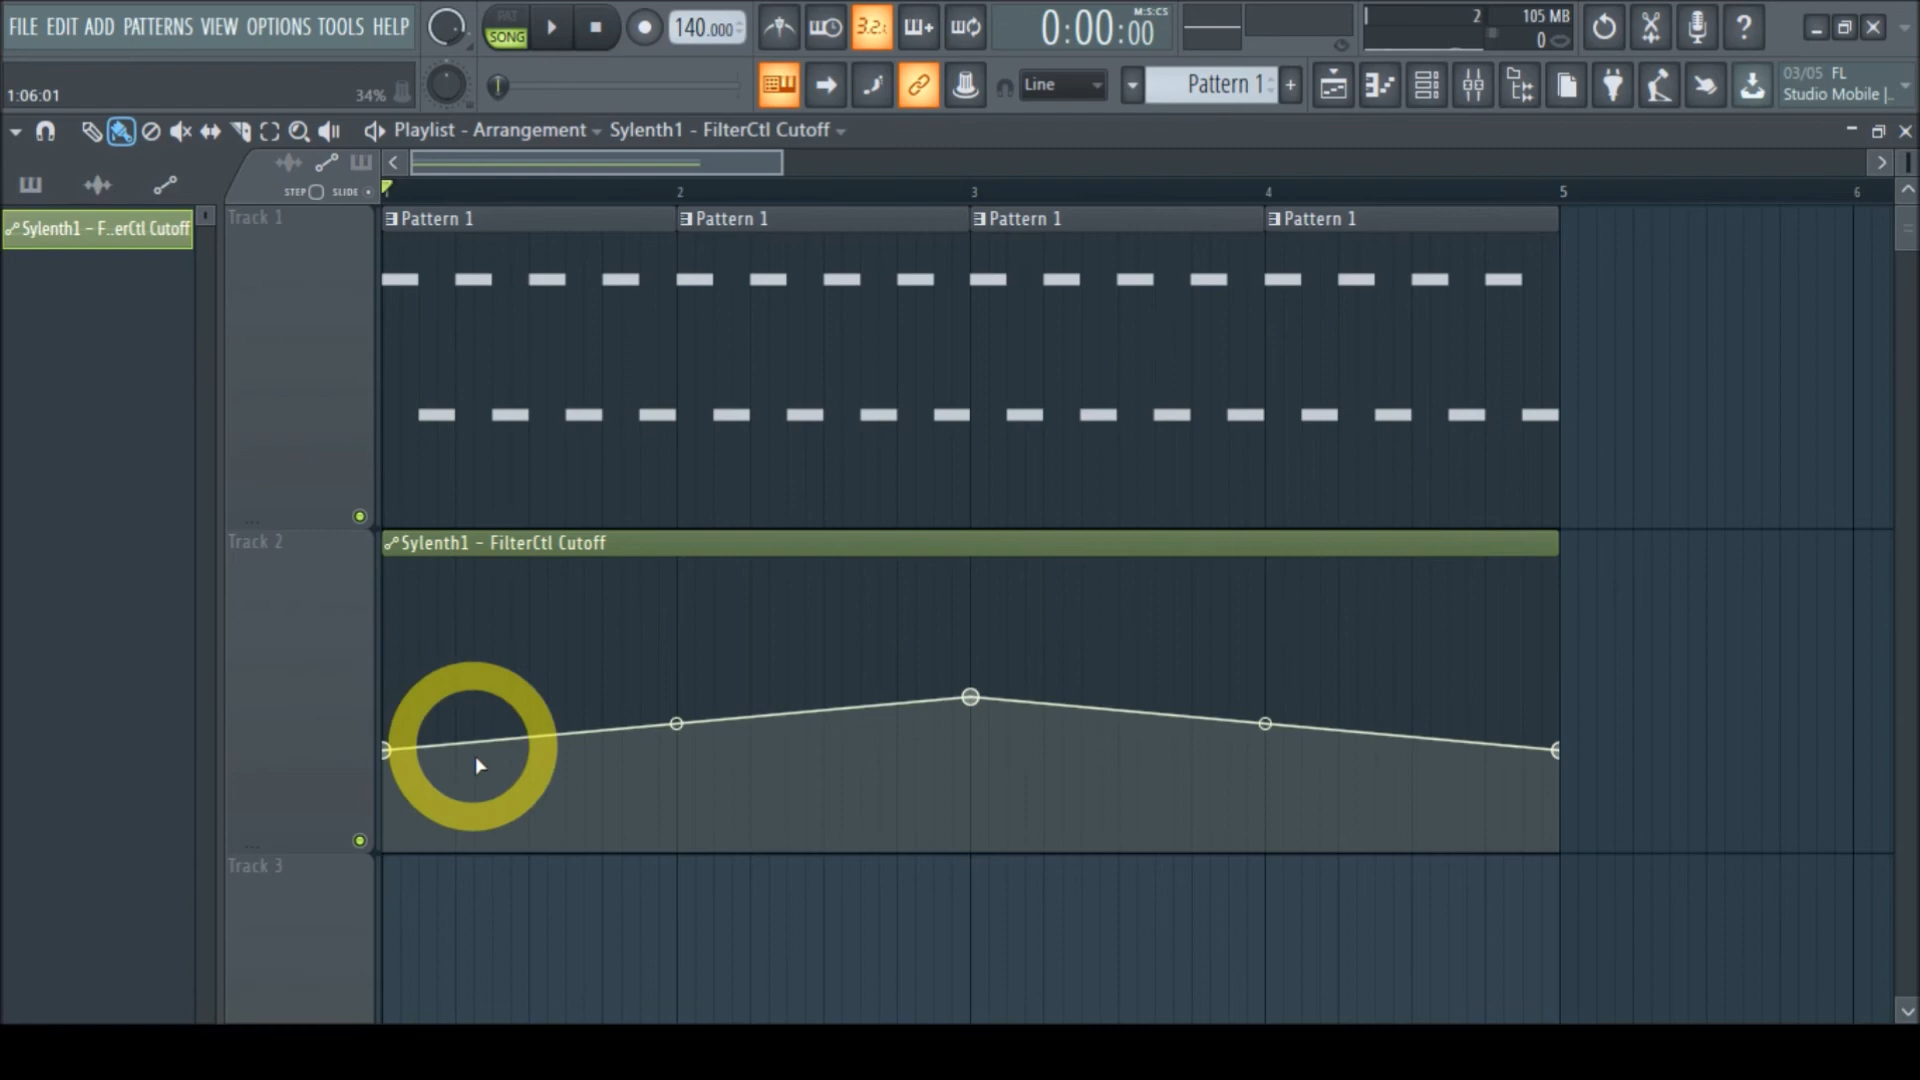 FILE EDIT ADD PATTERNS VIEW OPTIONS TOOLS HELP
PAT
SONG
140.000
3.2.
M:S:CS
0:00:00
2
105 MB
0
?
1:06:01
34%
Line
Pattern 1
+
03/05 FL
Studio Mobile |..
Playlist - Arrangement
Sylenth1 - FilterCtl Cutoff
STEP
SLIDE
2
3
4
5
6
Sylenth1 - F..erCtl Cutoff
Track 1
Pattern 1
Pattern 1
Pattern 1
Pattern 1
Track 2
Sylenth1 - FilterCtl Cutoff
Track 3